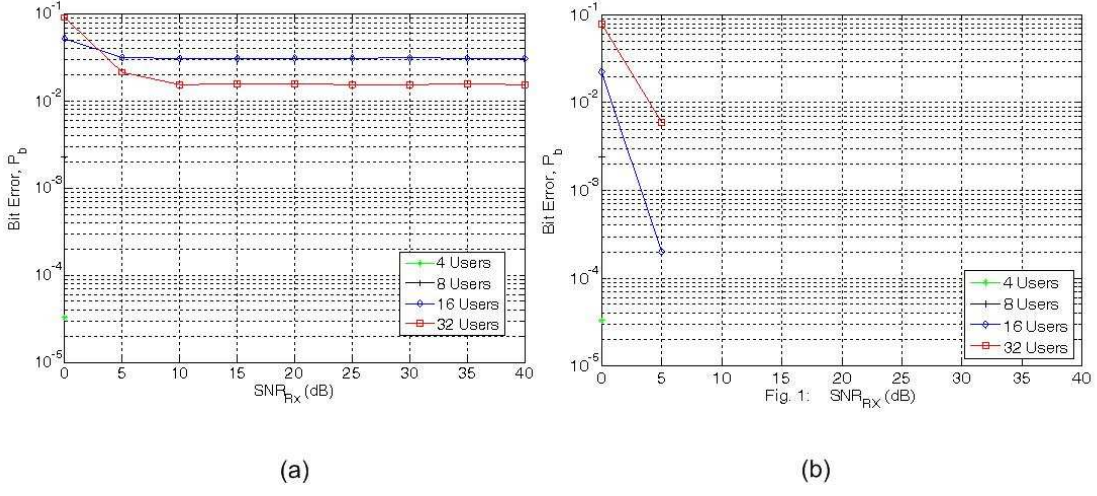 10^-1
10^-2
10^-3
10^-4
10^-5
Bit Error, P_b
4 Users
8 Users
16 Users
32 Users
0 5 10 15 20 25 30 35 40
SNR_RX (dB)
(a)
10^-1
10^-2
10^-3
10^-4
10^-5
Bit Error, P_b
4 Users
8 Users
16 Users
32 Users
0 5 10 15 20 25 30 35 40
Fig. 1: SNR_RX (dB)
(b)